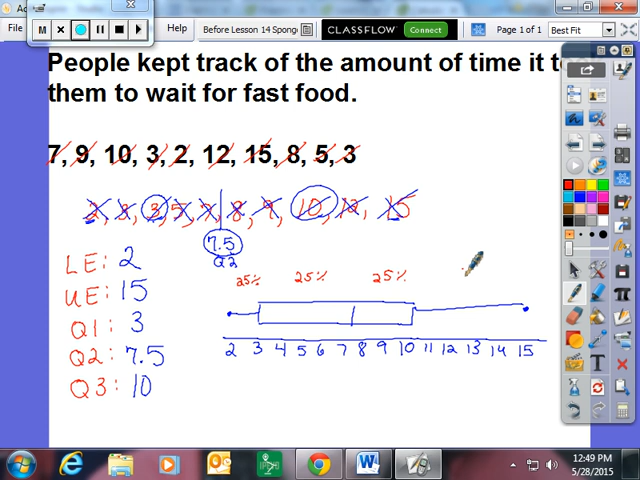 File
Help
Before Lesson 14 Spong
CLASSFLOW
Connect
Page 1 of 1
Best Fit
M
People kept track of the amount of time it
them to wait for fast food.
7, 9, 10, 3, 2, 12, 15, 8, 5, 3
2, 3, 3, 5, 7, 8, 9, 10, 12, 15
7.5
Q2
LE: 2
UE: 15
Q1: 3
Q2: 7.5
Q3: 10
25% 25% 25%
2 3 4 5 6 7 8 9 10 11 12 13 14 15
12:49 PM
5/28/2015